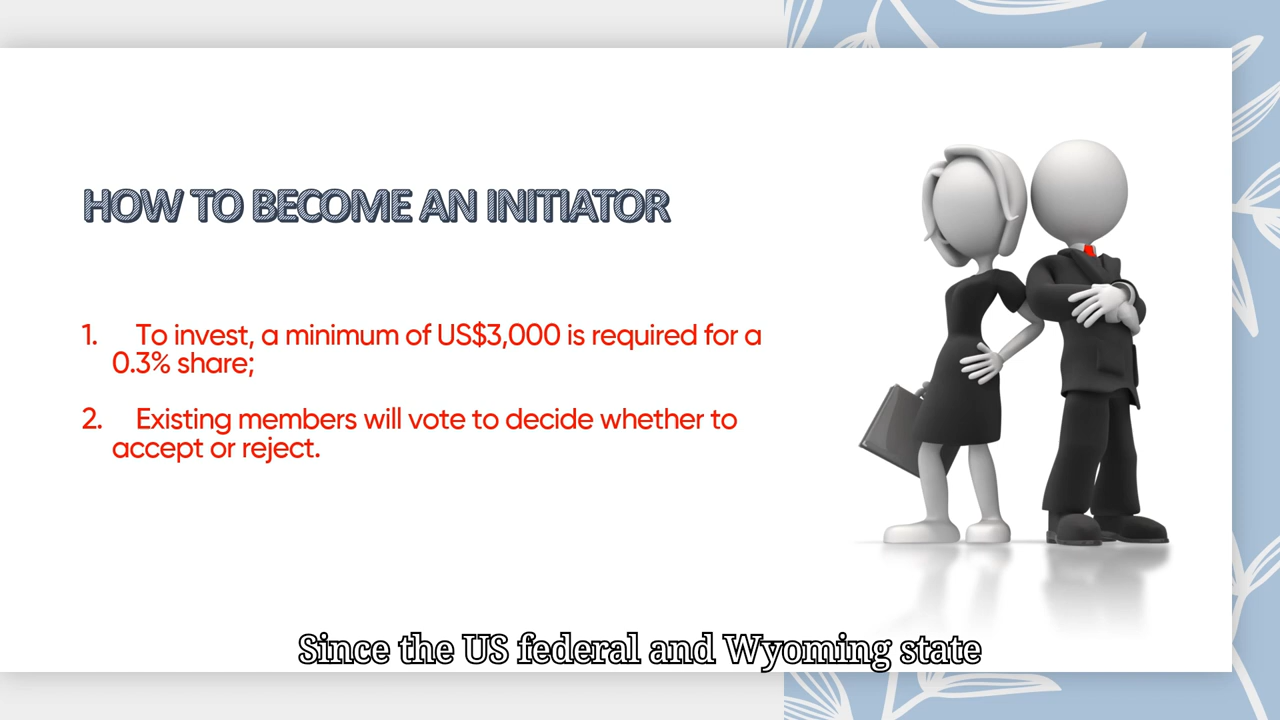 HOW TO BECOME AN INITIATOR
1. To invest, a minimum of US$3,000 is required for a
0.3% share;
2. Existing members will vote to decide whether to
accept or reject.
Since the US federal and Wyoming state